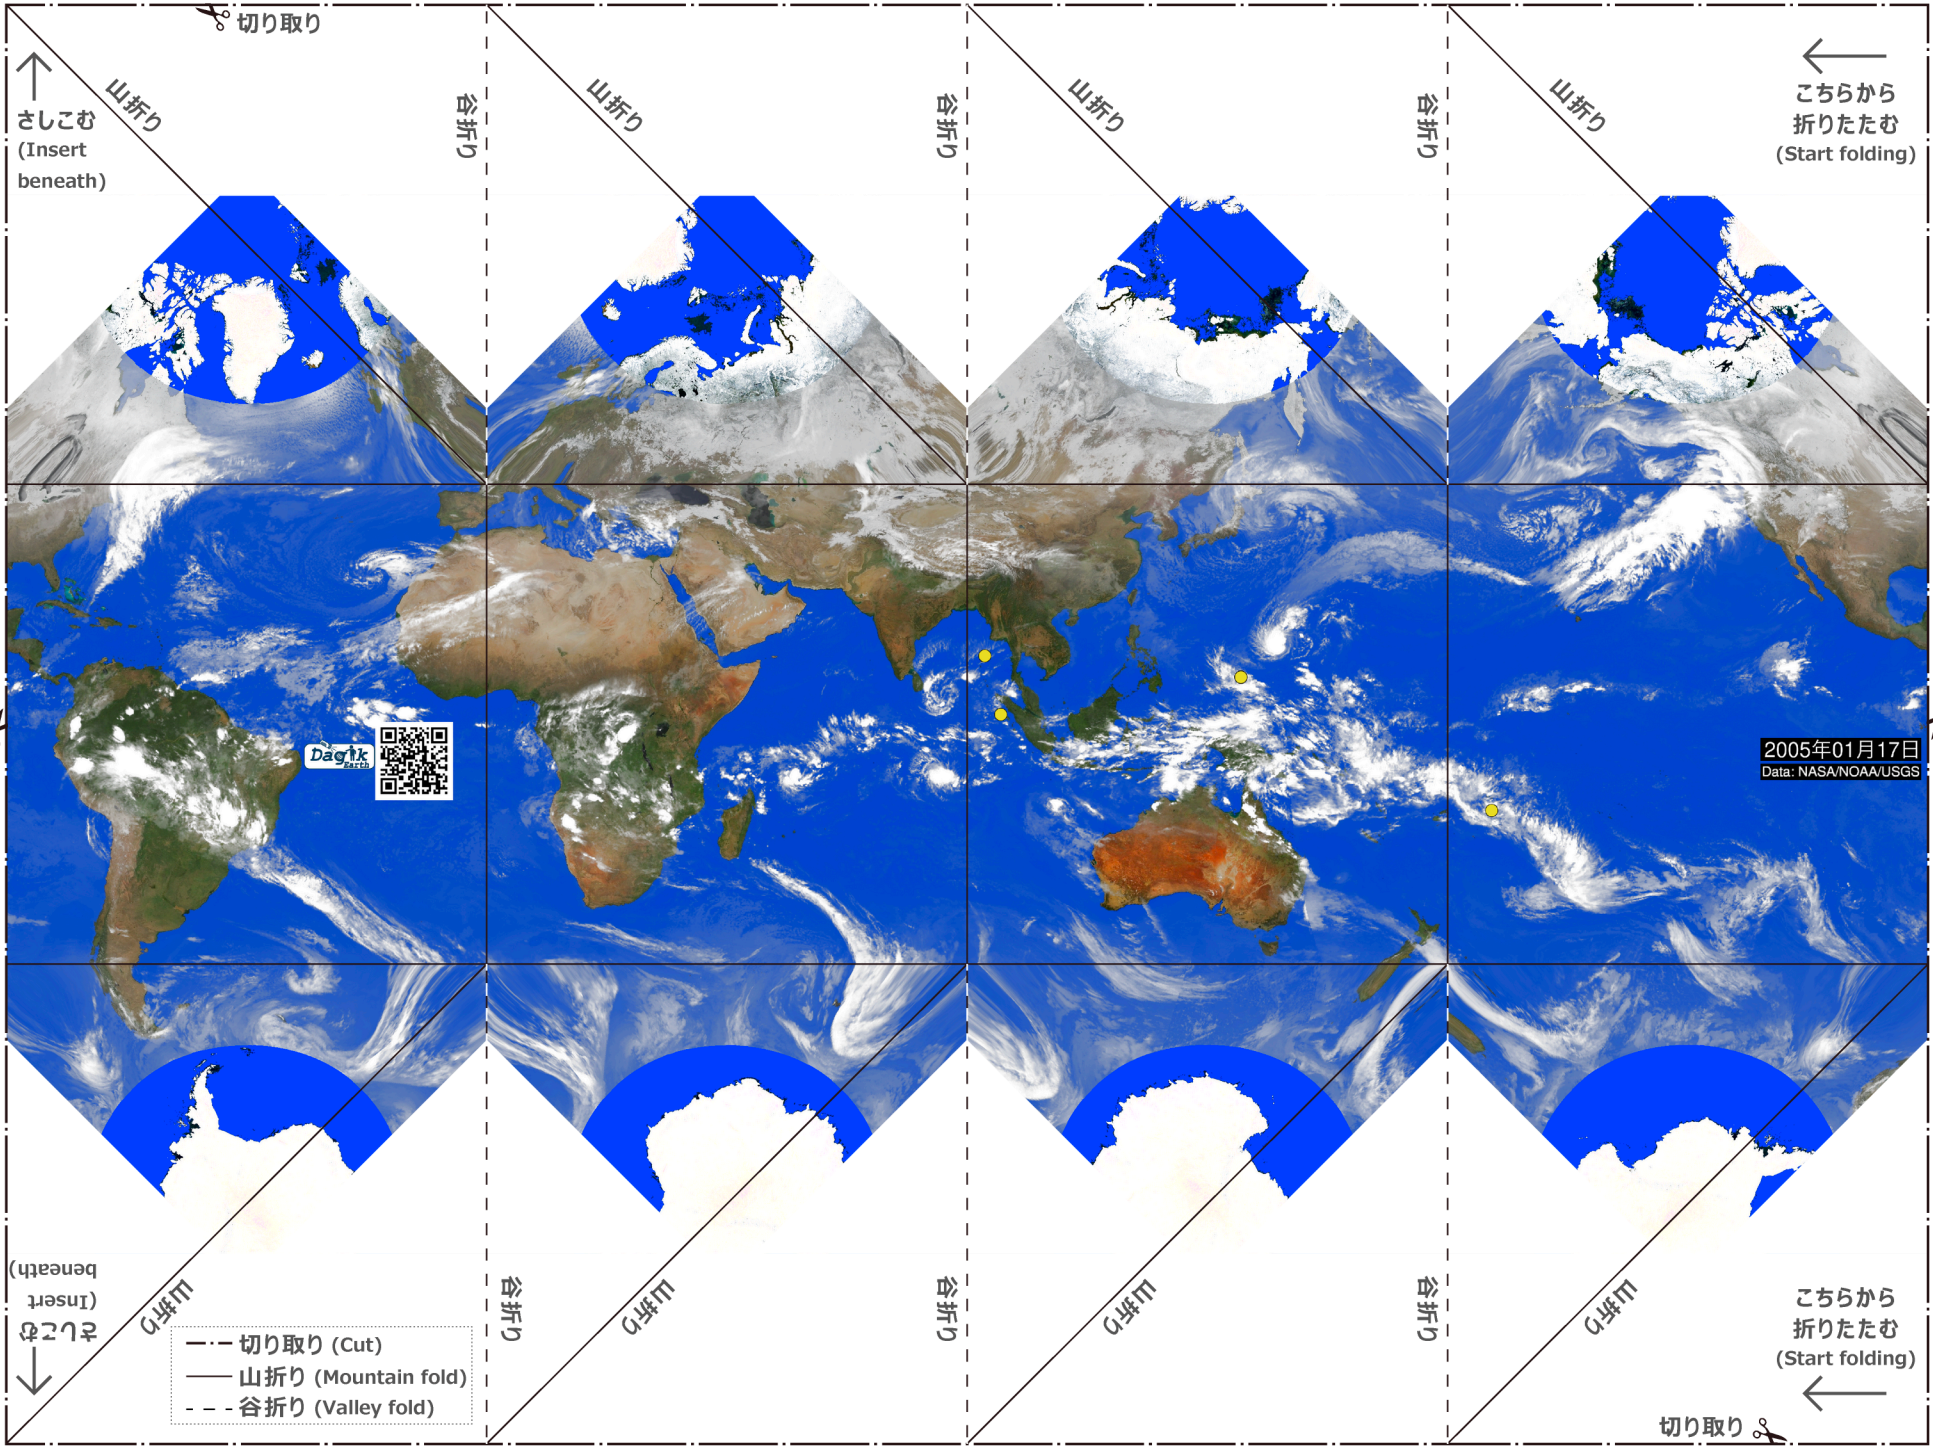 切り取り
山折り
谷折り
山折り
谷折り
山折り
谷折り
山折り
さしこむ
(Insert
beneath)
こちらから
折りたたむ
(Start folding)
Dagik
Earth
2005年01月17日
Data: NASA/NOAA/USGS
さしこむ
(Insert
beneath)
山折り
谷折り
山折り
谷折り
山折り
谷折り
山折り
切り取り (Cut)
山折り (Mountain fold)
谷折り (Valley fold)
こちらから
折りたたむ
(Start folding)
切り取り